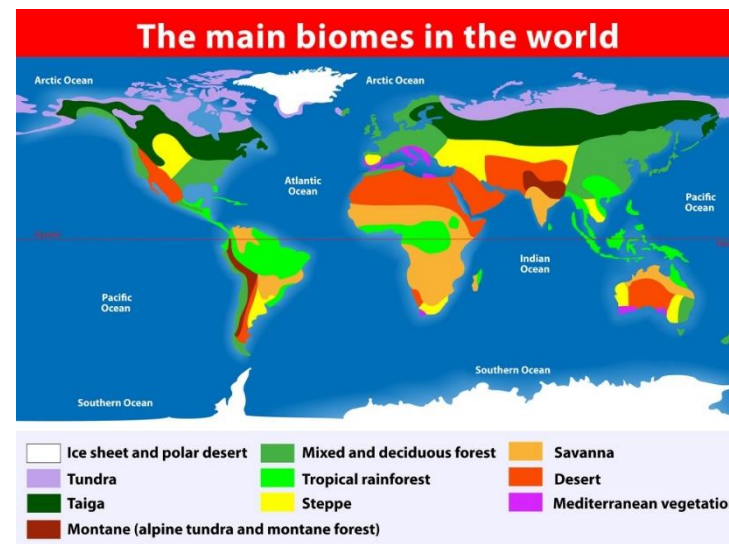 The main biomes in the world
Arctic Ocean
Arctic Ocean
Atlantic
Ocean
Pacific
Ocean
Indian
Ocean
Pacific
Ocean
Southern Ocean
Southern Ocean
Ice sheet and polar desert
Mixed and deciduous forest
Savanna
Tundra
Tropical rainforest
Desert
Taiga
Steppe
Mediterranean vegetatio
Montane (alpine tundra and montane forest)